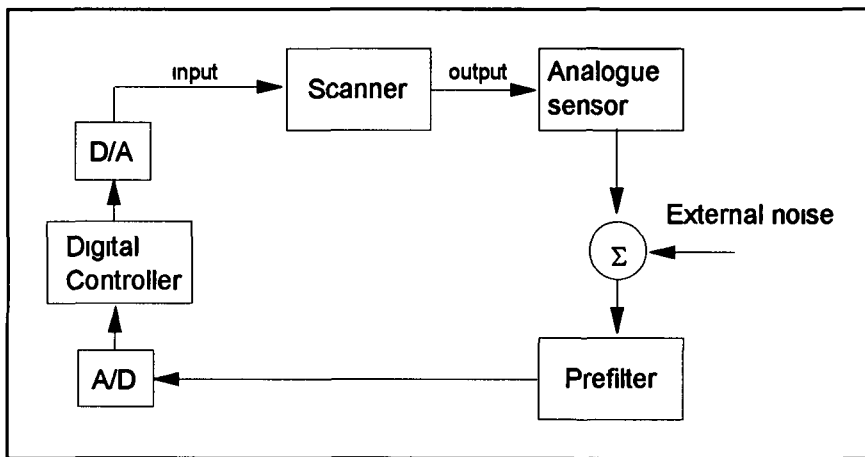 input
Scanner
output
Analogue
sensor
D/A
External noise
Σ
Digital
Controller
A/D
Prefilter